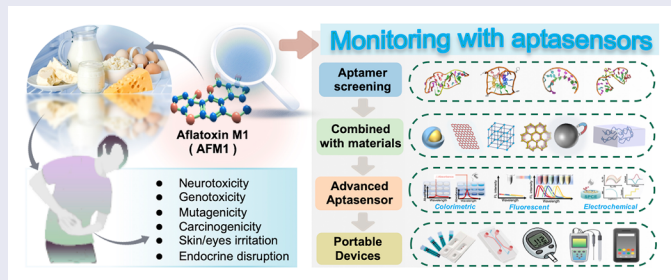 Monitoring with aptasensors
Aflatoxin M1
( AFM1 )
● Neurotoxicity
● Genotoxicity
● Mutagenicity
● Carcinogenicity
● Skin/eyes irritation
● Endocrine disruption
Aptamer
screening
Combined
with materials
Advanced
Aptasensor
Colorimetric
Fluorescent
Electrochemical
Portable
Devices